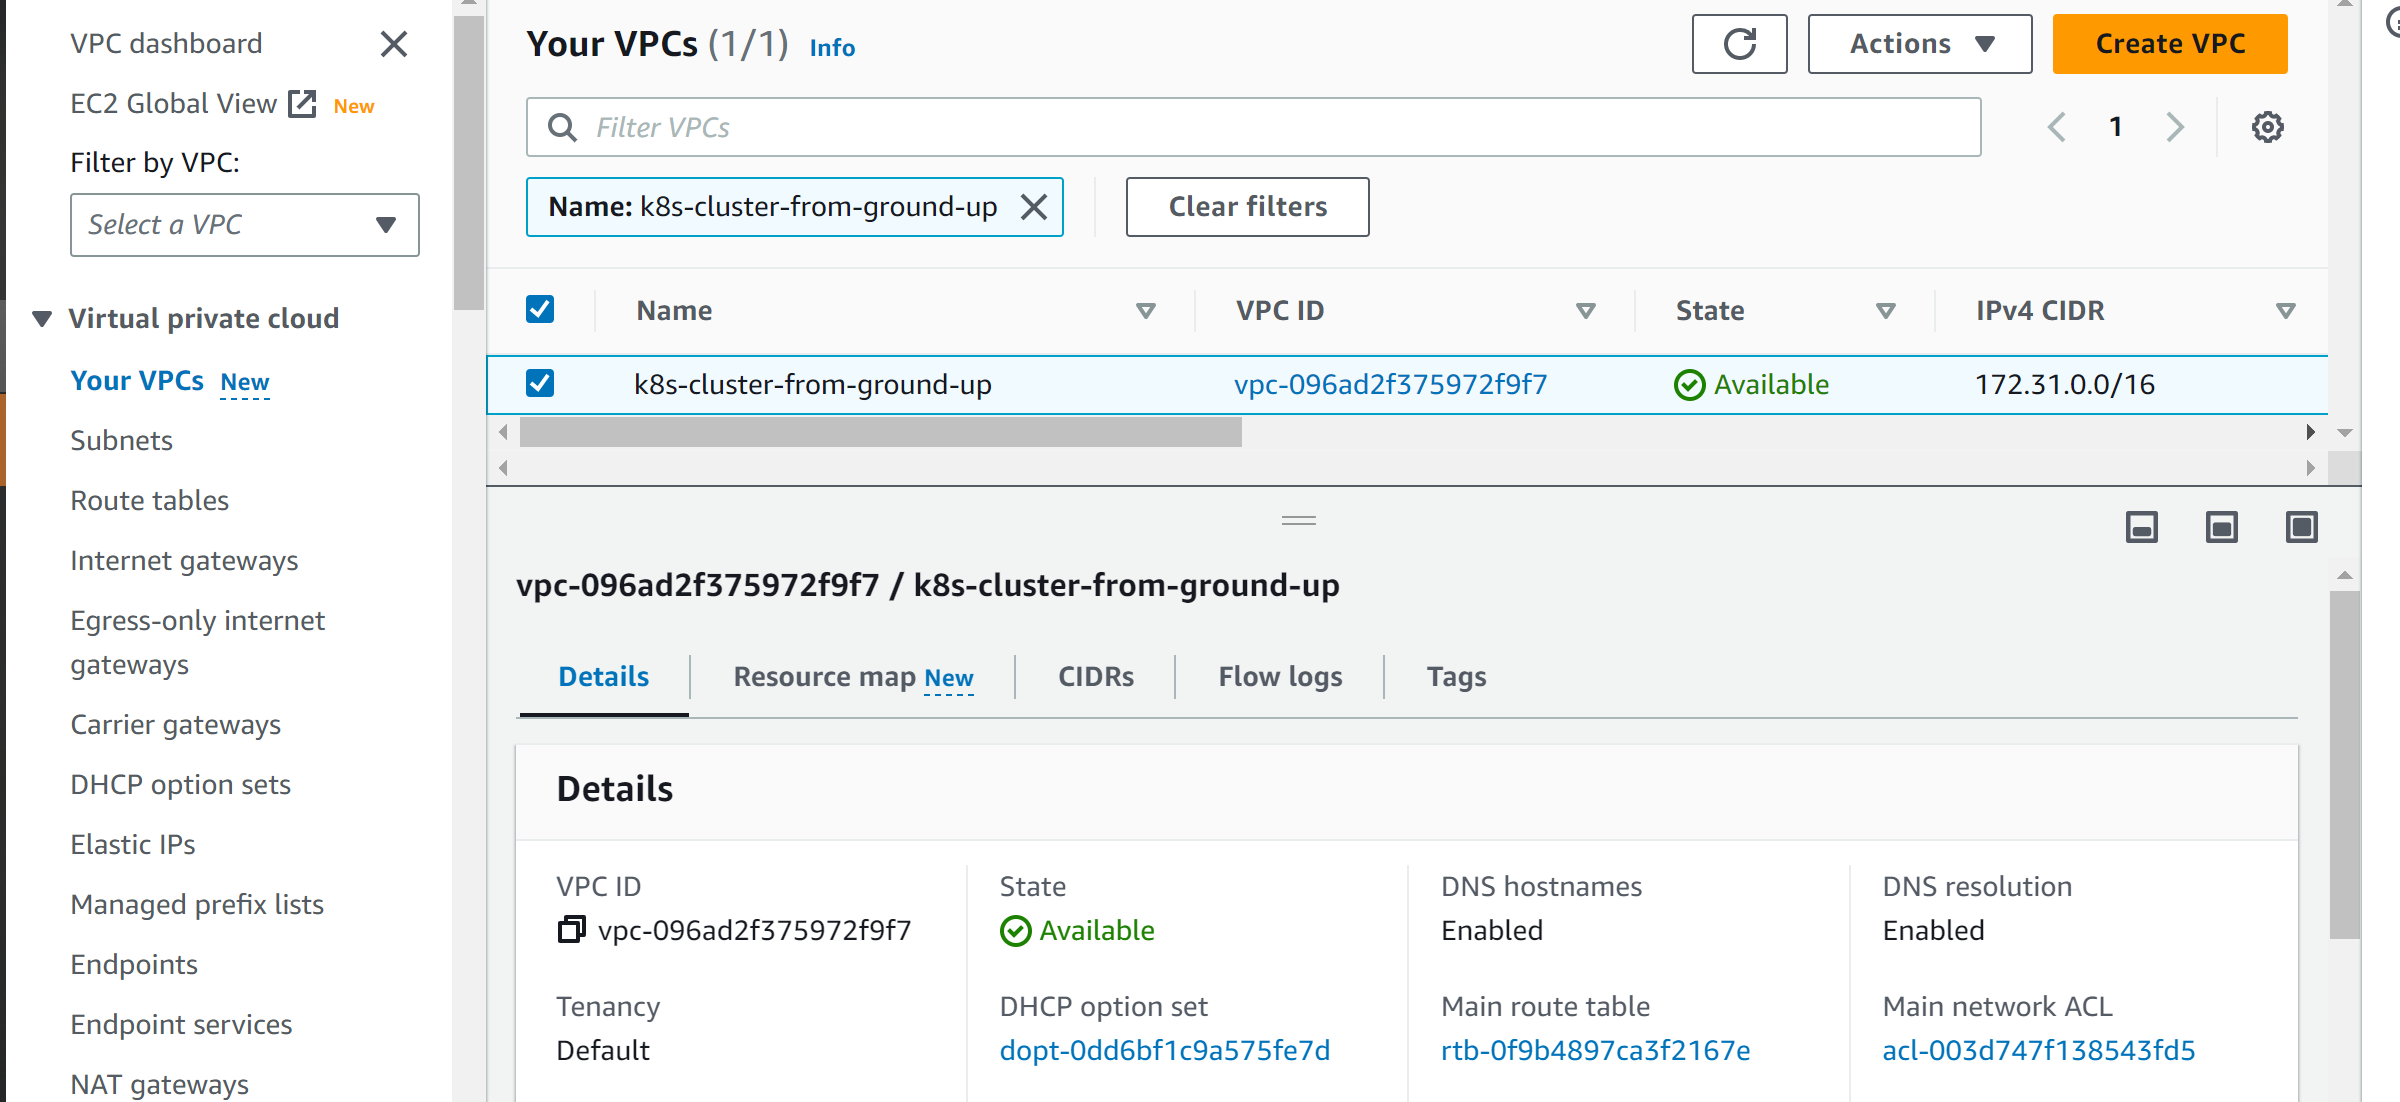 VPC dashboard
EC2 Global View New
Filter by VPC:
Select a VPC
Virtual private cloud
Your VPCs New
Subnets
Route tables
Internet gateways
Egress-only internet
gateways
Carrier gateways
DHCP option sets
Elastic IPs
Managed prefix lists
Endpoints
Endpoint services
NAT gateways
Your VPCs (1/1) Info
Actions
Create VPC
Filter VPCs
1
Name: k8s-cluster-from-ground-up
Clear filters
Name VPC ID State IPv4 CIDR
k8s-cluster-from-ground-up vpc-096ad2f375972f9f7 Available 172.31.0.0/16
vpc-096ad2f375972f9f7 / k8s-cluster-from-ground-up
Details Resource map New CIDRs Flow logs Tags
Details
VPC ID State DNS hostnames DNS resolution
vpc-096ad2f375972f9f7 Available Enabled Enabled
Tenancy DHCP option set Main route table Main network ACL
Default dopt-0dd6bf1c9a575fe7d rtb-0f9b4897ca3f2167e acl-003d747f138543fd5